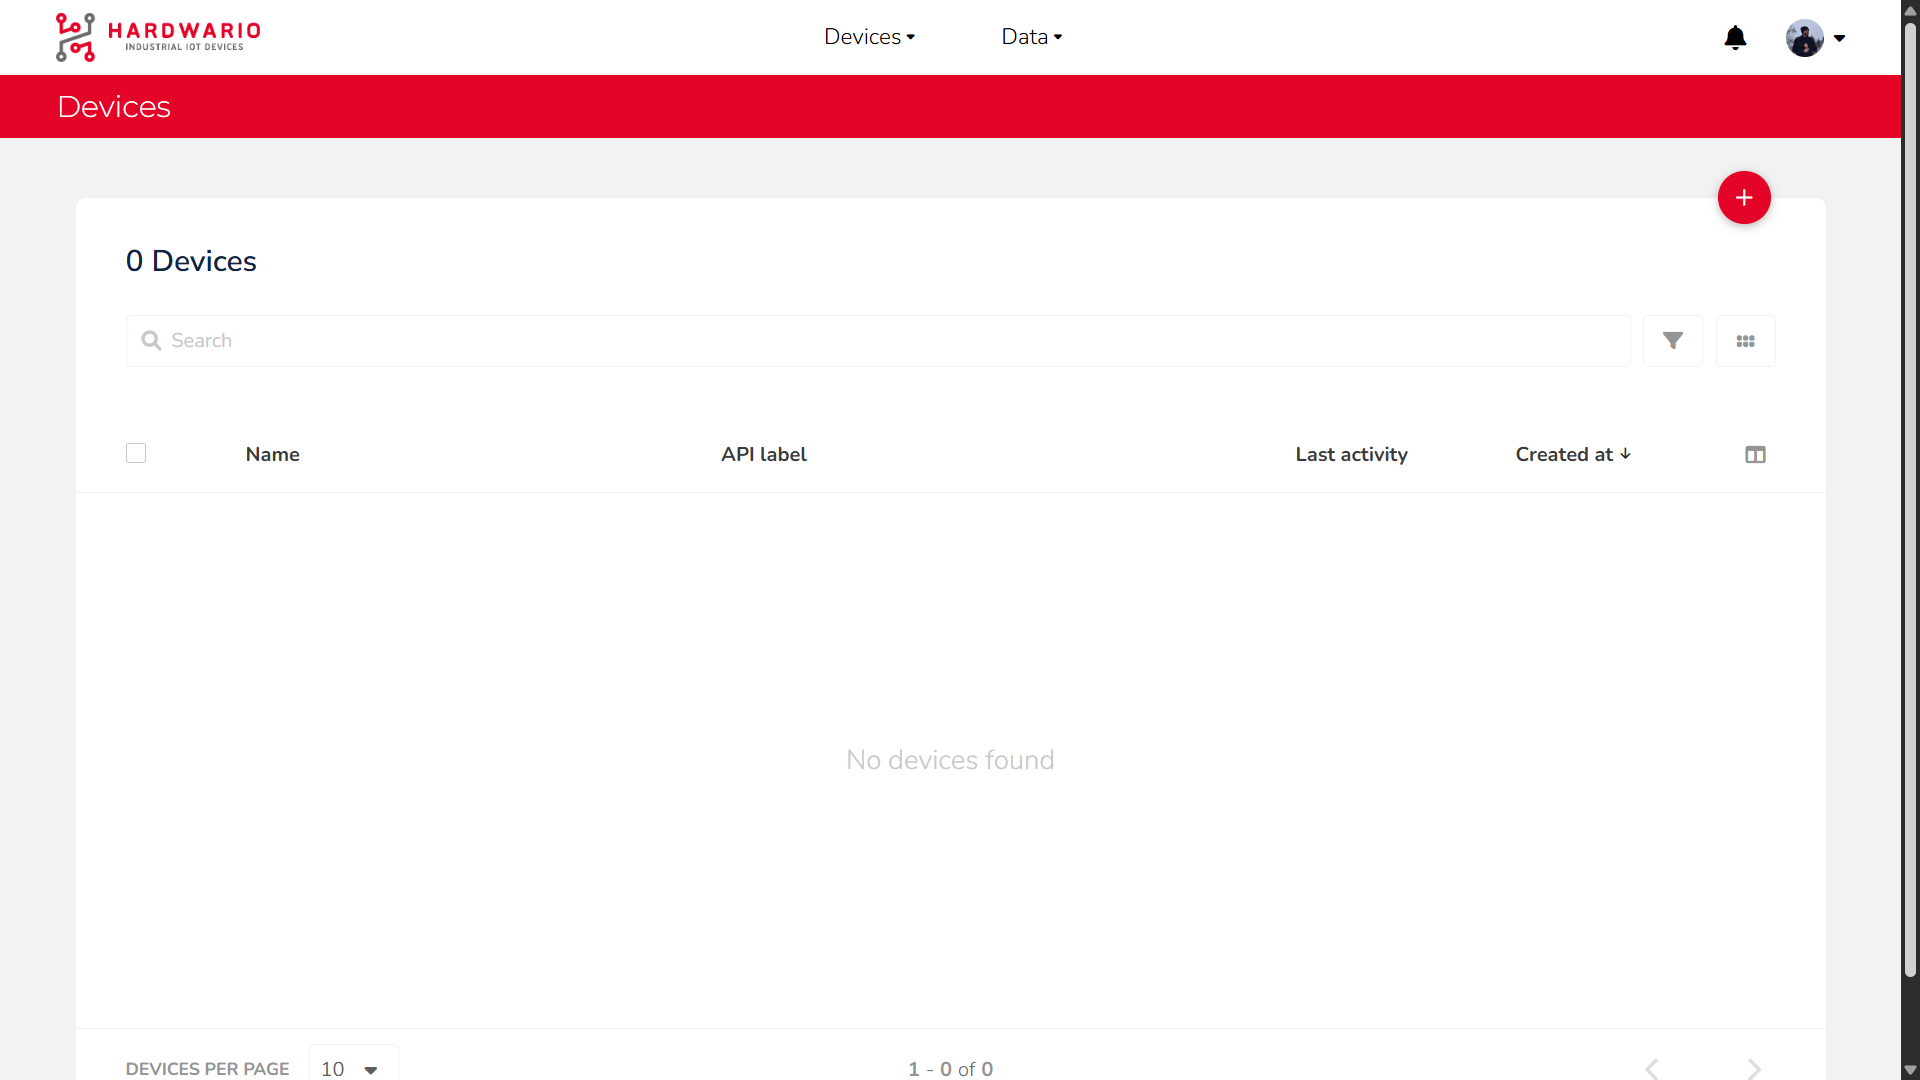 HARDWARIO
INDUSTRIAL IOT DEVICES
Devices
Data
Devices
0 Devices
Search
Name
API label
Last activity
Created at ↓
No devices found
DEVICES PER PAGE
10
1 - 0 of 0